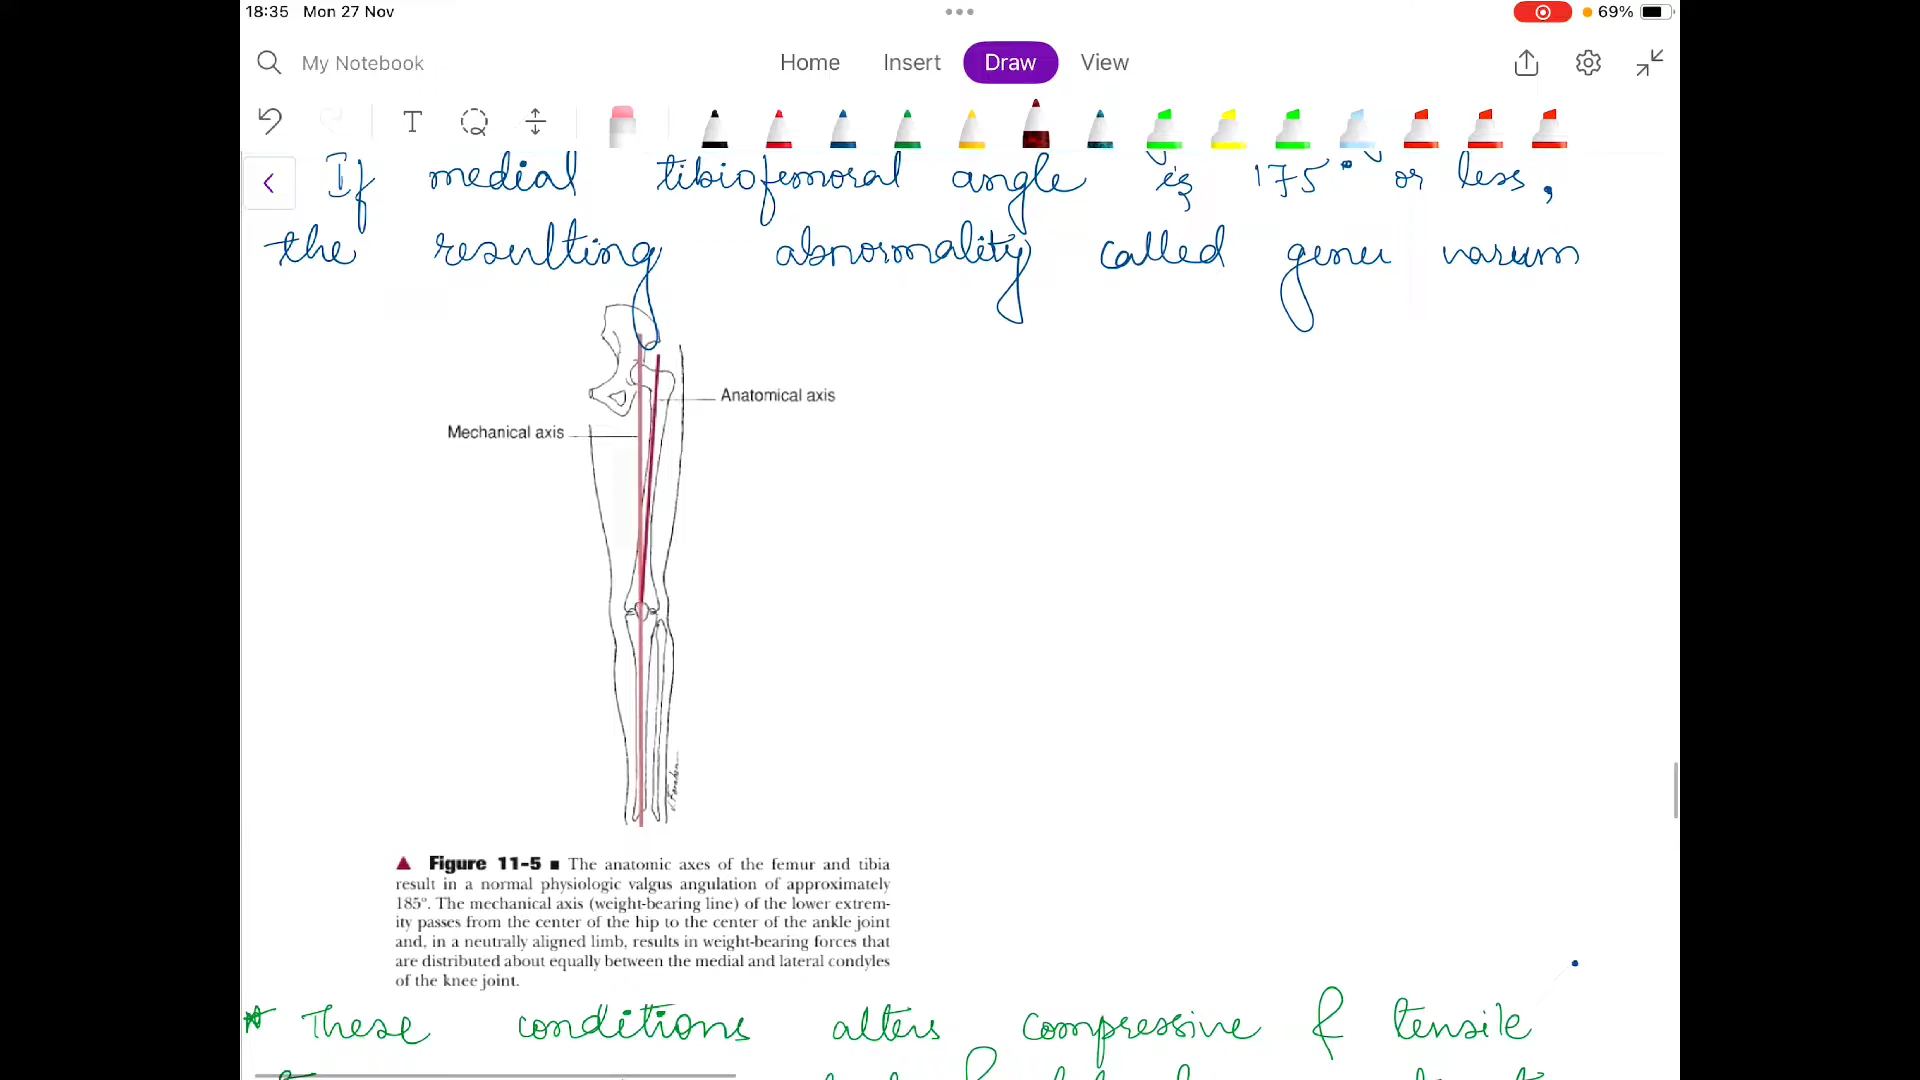 18:35 Mon 27 Nov
69%
My Notebook
Home Insert Draw View
T
If medial tibiofemoral angle is 175° or less,
the resulting abnormality called genu varum
Anatomical axis
Mechanical axis
▲ Figure 11-5 ■ The anatomic axes of the femur and tibia
result in a normal physiologic valgus angulation of approximately
185°. The mechanical axis (weight-bearing line) of the lower extrem-
ity passes from the center of the hip to the center of the ankle joint
and, in a neutrally aligned limb, results in weight-bearing forces that
are distributed about equally between the medial and lateral condyles
of the knee joint.
* These conditions alters compressive & tensile